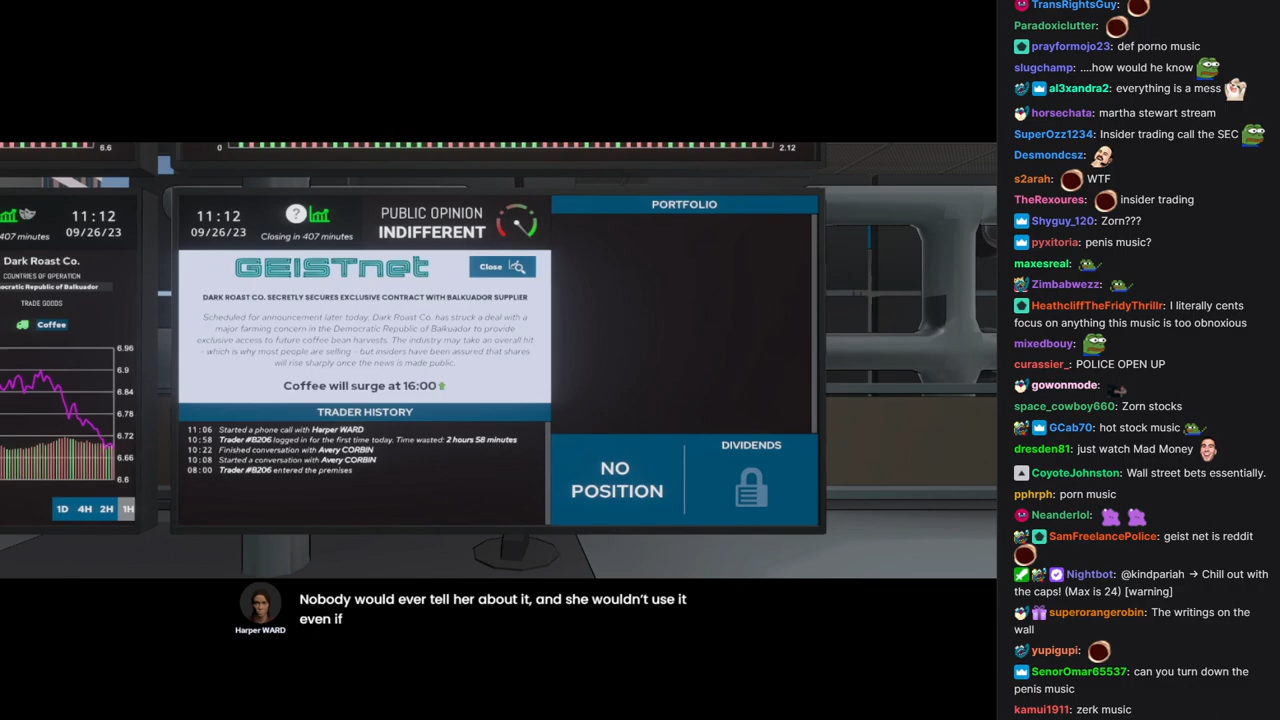 6.6
0
2.12
407 minutes
11:12
09/26/23
Dark Roast Co.
COUNTRIES OF OPERATION
ocratic Republic of Balkuador
TRADE GOODS
Coffee
6.96
6.9
6.84
6.78
6.72
6.66
6.6
1D 4H 2H 1H
11:12
09/26/23
?
Closing in 407 minutes
PUBLIC OPINION
INDIFFERENT
GEISTnet
Close
DARK ROAST CO. SECRETLY SECURES EXCLUSIVE CONTRACT WITH BALKUADOR SUPPLIER
Scheduled for announcement later today, Dark Roast Co. has struck a deal with a
major farming concern in the Democratic Republic of Balkuador to provide
exclusive access to future coffee bean harvests. The industry may take an overall hit
- which is why most people are selling - but insiders have been assured that shares
will rise sharply once the news is made public.
Coffee will surge at 16:00
TRADER HISTORY
11:06 Started a phone call with Harper WARD
10:58 Trader #B206 logged in for the first time today. Time wasted: 2 hours 58 minutes
10:22 Finished conversation with Avery CORBIN
10:08 Started a conversation with Avery CORBIN
08:00 Trader #B206 entered the premises
PORTFOLIO
NO
POSITION
DIVIDENDS
Harper WARD
Nobody would ever tell her about it, and she wouldn't use it
even if
TransRightsGuy:
Paradoxiclutter:
prayformojo23: def porno music
slugchamp: ....how would he know
al3xandra2: everything is a mess
horsechata: martha stewart stream
SuperOzz1234: Insider trading call the SEC
Desmondcsz:
s2arah: WTF
TheRexoures: insider trading
Shyguy_120: Zorn???
pyxitoria: penis music?
maxesreal:
Zimbabwezz:
HeathcliffTheFridyThrillr: I literally cents
focus on anything this music is too obnoxious
mixedbouy:
curassier_: POLICE OPEN UP
gowonmode:
space_cowboy660: Zorn stocks
GCab70: hot stock music
dresden81: just watch Mad Money
CoyoteJohnston: Wall street bets essentially.
pphrph: porn music
Neanderlol:
SamFreelancePolice: geist net is reddit
Nightbot: @kindpariah -> Chill out with
the caps! (Max is 24) [warning]
superorangerobin: The writings on the
wall
yupigupi:
SenorOmar65537: can you turn down the
penis music
kamui1911: zerk music